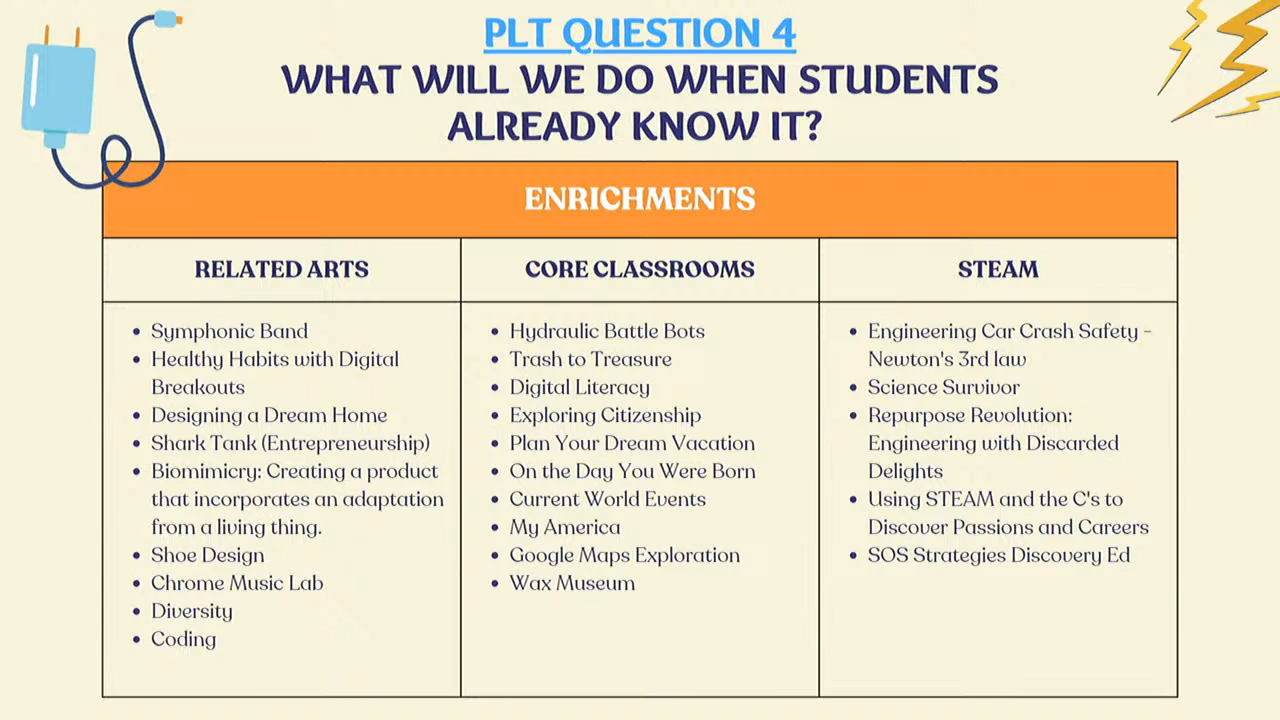 PLT QUESTION 4
WHAT WILL WE DO WHEN STUDENTS
ALREADY KNOW IT?
ENRICHMENTS
RELATED ARTS
• Symphonic Band
• Healthy Habits with Digital
Breakouts
• Designing a Dream Home
• Shark Tank (Entrepreneurship)
• Biomimicry: Creating a product
that incorporates an adaptation
from a living thing.
• Shoe Design
• Chrome Music Lab
• Diversity
• Coding
CORE CLASSROOMS
• Hydraulic Battle Bots
• Trash to Treasure
• Digital Literacy
• Exploring Citizenship
• Plan Your Dream Vacation
• On the Day You Were Born
• Current World Events
• My America
• Google Maps Exploration
• Wax Museum
STEAM
• Engineering Car Crash Safety -
Newton's 3rd law
• Science Survivor
• Repurpose Revolution:
Engineering with Discarded
Delights
• Using STEAM and the C's to
Discover Passions and Careers
• SOS Strategies Discovery Ed